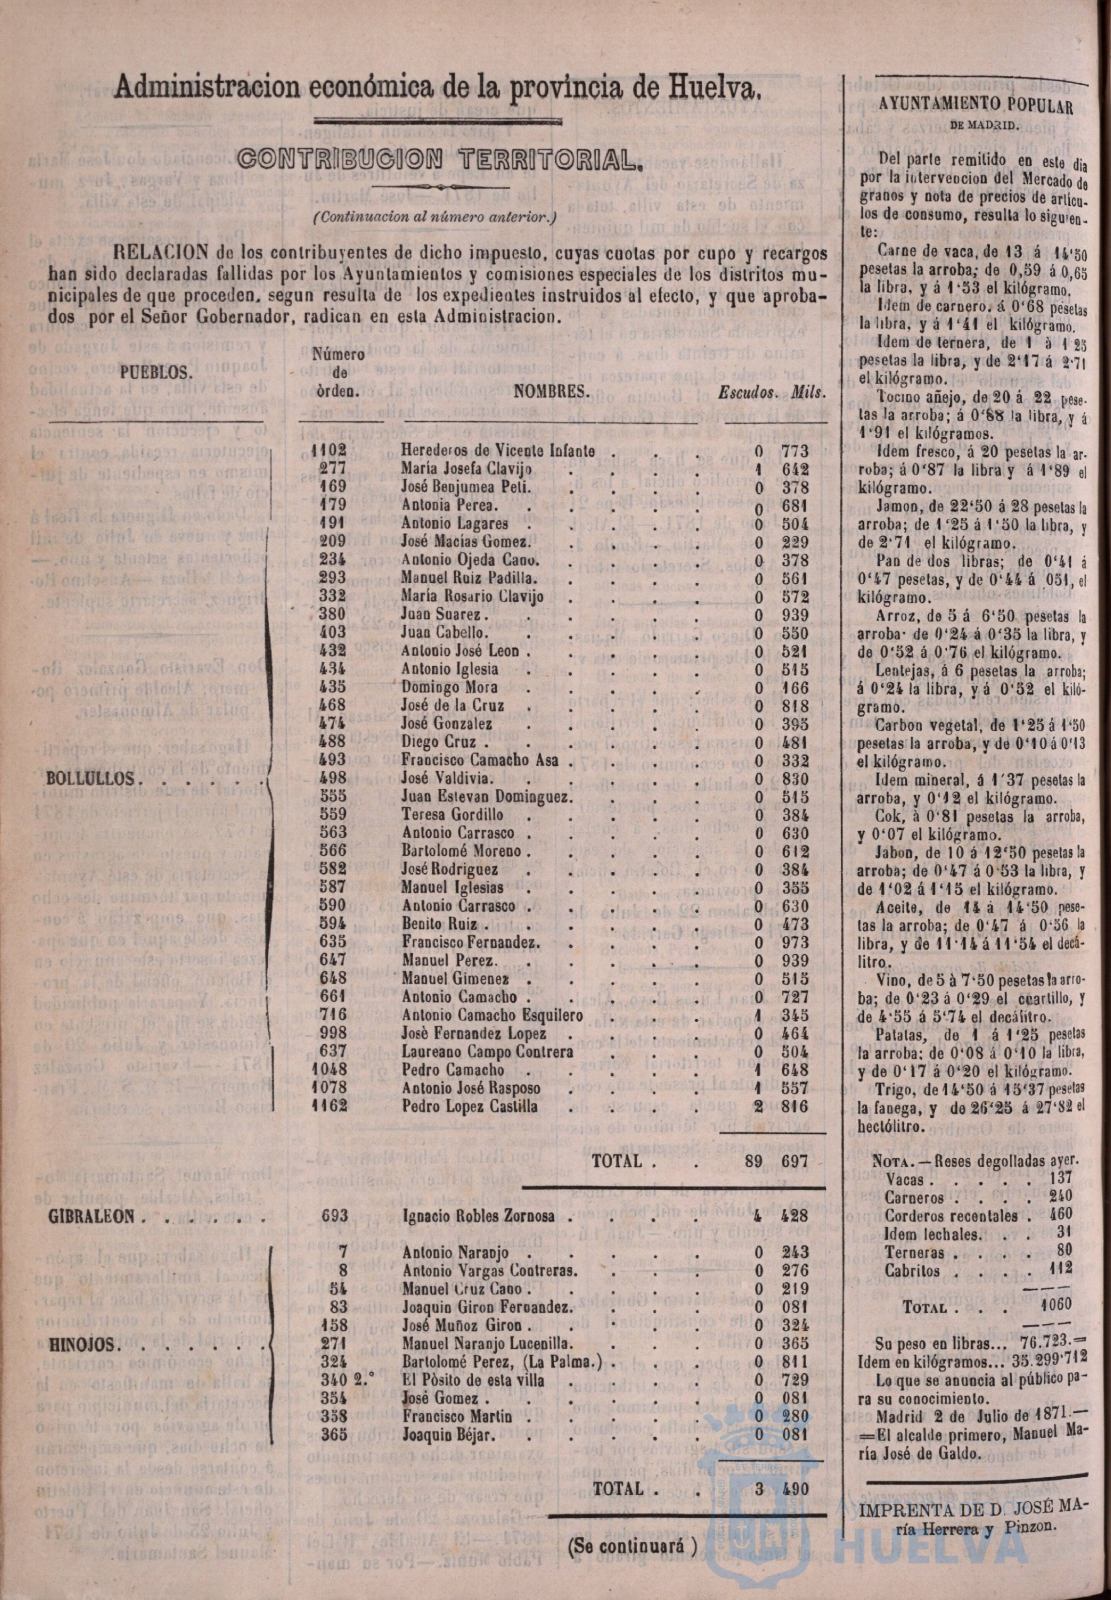 Administracion económica de la provincia de Huelva.
CONTRIBUCION TERRITORIAL.
(Continuacion al número anterior.)
RELACION de los contribuyentes de dicho impuesto, cuyas cuotas por cupo y recargos
han sido declaradas fallidas por los Ayuntamientos y comisiones especiales de los distritos mu-
nicipales de que proceden, segun resulta de los expedientes instruidos al efecto, y que aproba-
dos por el Señor Gobernador, radican en esta Administracion.
PUEBLOS. Número de òrden. NOMBRES. Escudos. Mils.
1102 Herederos de Vicente Infante . . . 0 773
277 María Josefa Clavijo . . . . 1 642
169 José Benjumea Peli. . . . . 0 378
179 Antonia Perea. . . . . 0 681
191 Antonio Lagares . . . . . 0 504
209 José Macías Gomez. . . . . 0 229
234 Antonio Ojeda Cano. . . . . 0 378
293 Manuel Ruiz Padilla. . . . . 0 561
332 María Rosario Clavijo . . . . 0 572
380 Juan Suarez . . . . . 0 939
403 Juan Cabello. . . . . . 0 550
432 Antonio José Leon . . . . . 0 521
434 Antonio Iglesia . . . . . 0 515
435 Domingo Mora . . . . . 0 166
468 José de la Cruz . . . . . 0 818
474 José Gonzalez . . . . . 0 395
488 Diego Cruz . . . . . . 0 481
493 Francisco Camacho Asa . . . . 0 332
BOLLULLOS. . . . . . 498 José Valdivia. . . . . . 0 830
555 Juan Estevan Dominguez. . . . 0 515
559 Teresa Gordillo . . . . . 0 384
563 Antonio Carrasco . . . . . 0 630
566 Bartolomé Moreno . . . . . 0 612
582 José Rodriguez . . . . . 0 384
587 Manuel Iglesias . . . . . 0 355
590 Antonio Carrasco . . . . . 0 630
594 Benito Ruiz . . . . . . 0 473
635 Francisco Fernandez. . . . . 0 973
647 Manuel Perez. . . . . . 0 939
648 Manuel Gimenez . . . . . 0 515
661 Antonio Camacho . . . . . 0 727
716 Antonio Camacho Esquilero . . . 1 345
998 Josè Fernandez Lopez . . . . 0 464
637 Laureano Campo Contrera . . . 0 504
1048 Pedro Camacho . . . . . 1 648
1078 Antonio José Rasposo . . . . 1 557
1162 Pedro Lopez Castilla . . . . 2 816
TOTAL . . 89 697
GIBRALEON . . . . . . 693 Ignacio Robles Zornosa . . . . 4 428
7 Antonio Naranjo . . . . . 0 243
8 Antonio Vargas Contreras. . . . 0 276
54 Manuel Cruz Cano . . . . . 0 219
83 Joaquin Giron Fernandez. . . . 0 081
158 José Muñoz Giron . . . . . 0 324
HINOJOS. . . . . . . 271 Manuel Naranjo Lucenilla. . . . 0 365
324 Bartolomé Perez, (La Palma.) . . . 0 811
340 2.° El Pòsito de esta villa . . . . 0 729
354 José Gomez . . . . . . 0 081
358 Francisco Martin . . . . . 0 280
365 Joaquin Béjar. . . . . . 0 081
TOTAL . . 3 490
(Se continuará )
AYUNTAMIENTO POPULAR
DE MADRID.
Del parte remitido en este dia
por la intervencion del Mercado de
granos y nota de precios de artícu-
los de consumo, resulta lo siguien-
te:
Carne de vaca, de 13 á 14'50
pesetas la arroba; de 0,59 á 0,65
la libra, y á 1'53 el kilógramo.
Idem de carnero, á 0'68 pesetas
la libra, y á 1'41 el kilógramo.
Idem de ternera, de 1 à 1 25
pesetas la libra, y de 2'17 á 2'71
el kilógramo.
Tocino añejo, de 20 á 22 pese-
tas la arroba; á 0'88 la libra, y á
1'91 el kilógramos.
Idem fresco, á 20 pesetas la ar-
roba; á 0'87 la libra y á 1'89 el
kilógramo.
Jamon, de 22'50 á 28 pesetas la
arroba; de 1'25 á 1'50 la libra, y
de 2'71 el kilógramo.
Pan de dos libras; de 0'41 á
0'47 pesetas, y de 0'44 á 051, el
kilógramo.
Arroz, de 5 á 6'50 pesetas la
arroba· de 0'24 á 0'35 la libra, y
de 0'52 á 0'76 el kilógramo.
Lentejas, á 6 pesetas la arroba;
á 0'24 la libra, y á 0'52 el kiló-
gramo.
Carbon vegetal, de 1'25 á 1'50
pesetas la arroba, y de 0'10 á 0'13
el kilógramo.
Idem mineral, á 1'37 pesetas la
arroba, y 0'12 el kilógramo.
Cok, á 0'81 pesetas la arroba,
y 0'07 el kilógramo.
Jabon, de 10 á 12'50 pesetas la
arroba; de 0'47 á 0'53 la libra, y
de 1'02 á 1'15 el kilógramo.
Aceite, de 14 á 14'50 pese-
tas la arroba; de 0'47 á 0'56 la
libra, y de 11'14 á 11'54 el decá-
litro.
Vino, de 5 à 7'50 pesetas la arro-
ba; de 0'23 á 0'29 el cuartillo, y
de 4'55 á 5'74 el decálitro.
Patatas, de 1 á 1'25 pesetas
la arroba; de 0'08 á 0'10 la libra,
y de 0'17 á 0'20 el kilógramo.
Trigo, de 14'50 á 15'37 pesetas
la fanega, y de 26'25 á 27'82 el
hectólitro.
NOTA.—Reses degolladas ayer.
Vacas . . . . . 137
Carneros . . . . 240
Corderos recentales . 460
Idem lechales. . . 31
Terneras . . . . 80
Cabritos . . . . 112
TOTAL . . . 1060
Su peso en libras... 76.723.=
Idem en kilógramos... 35.299'712
Lo que se anuncia al público pa-
ra su conocimiento.
Madrid 2 de Julio de 1871.—
=El alcalde primero, Manuel Ma-
ría José de Galdo.
IMPRENTA DE D. JOSÉ MA-
ría Herrera y Pinzon.
HUELVA